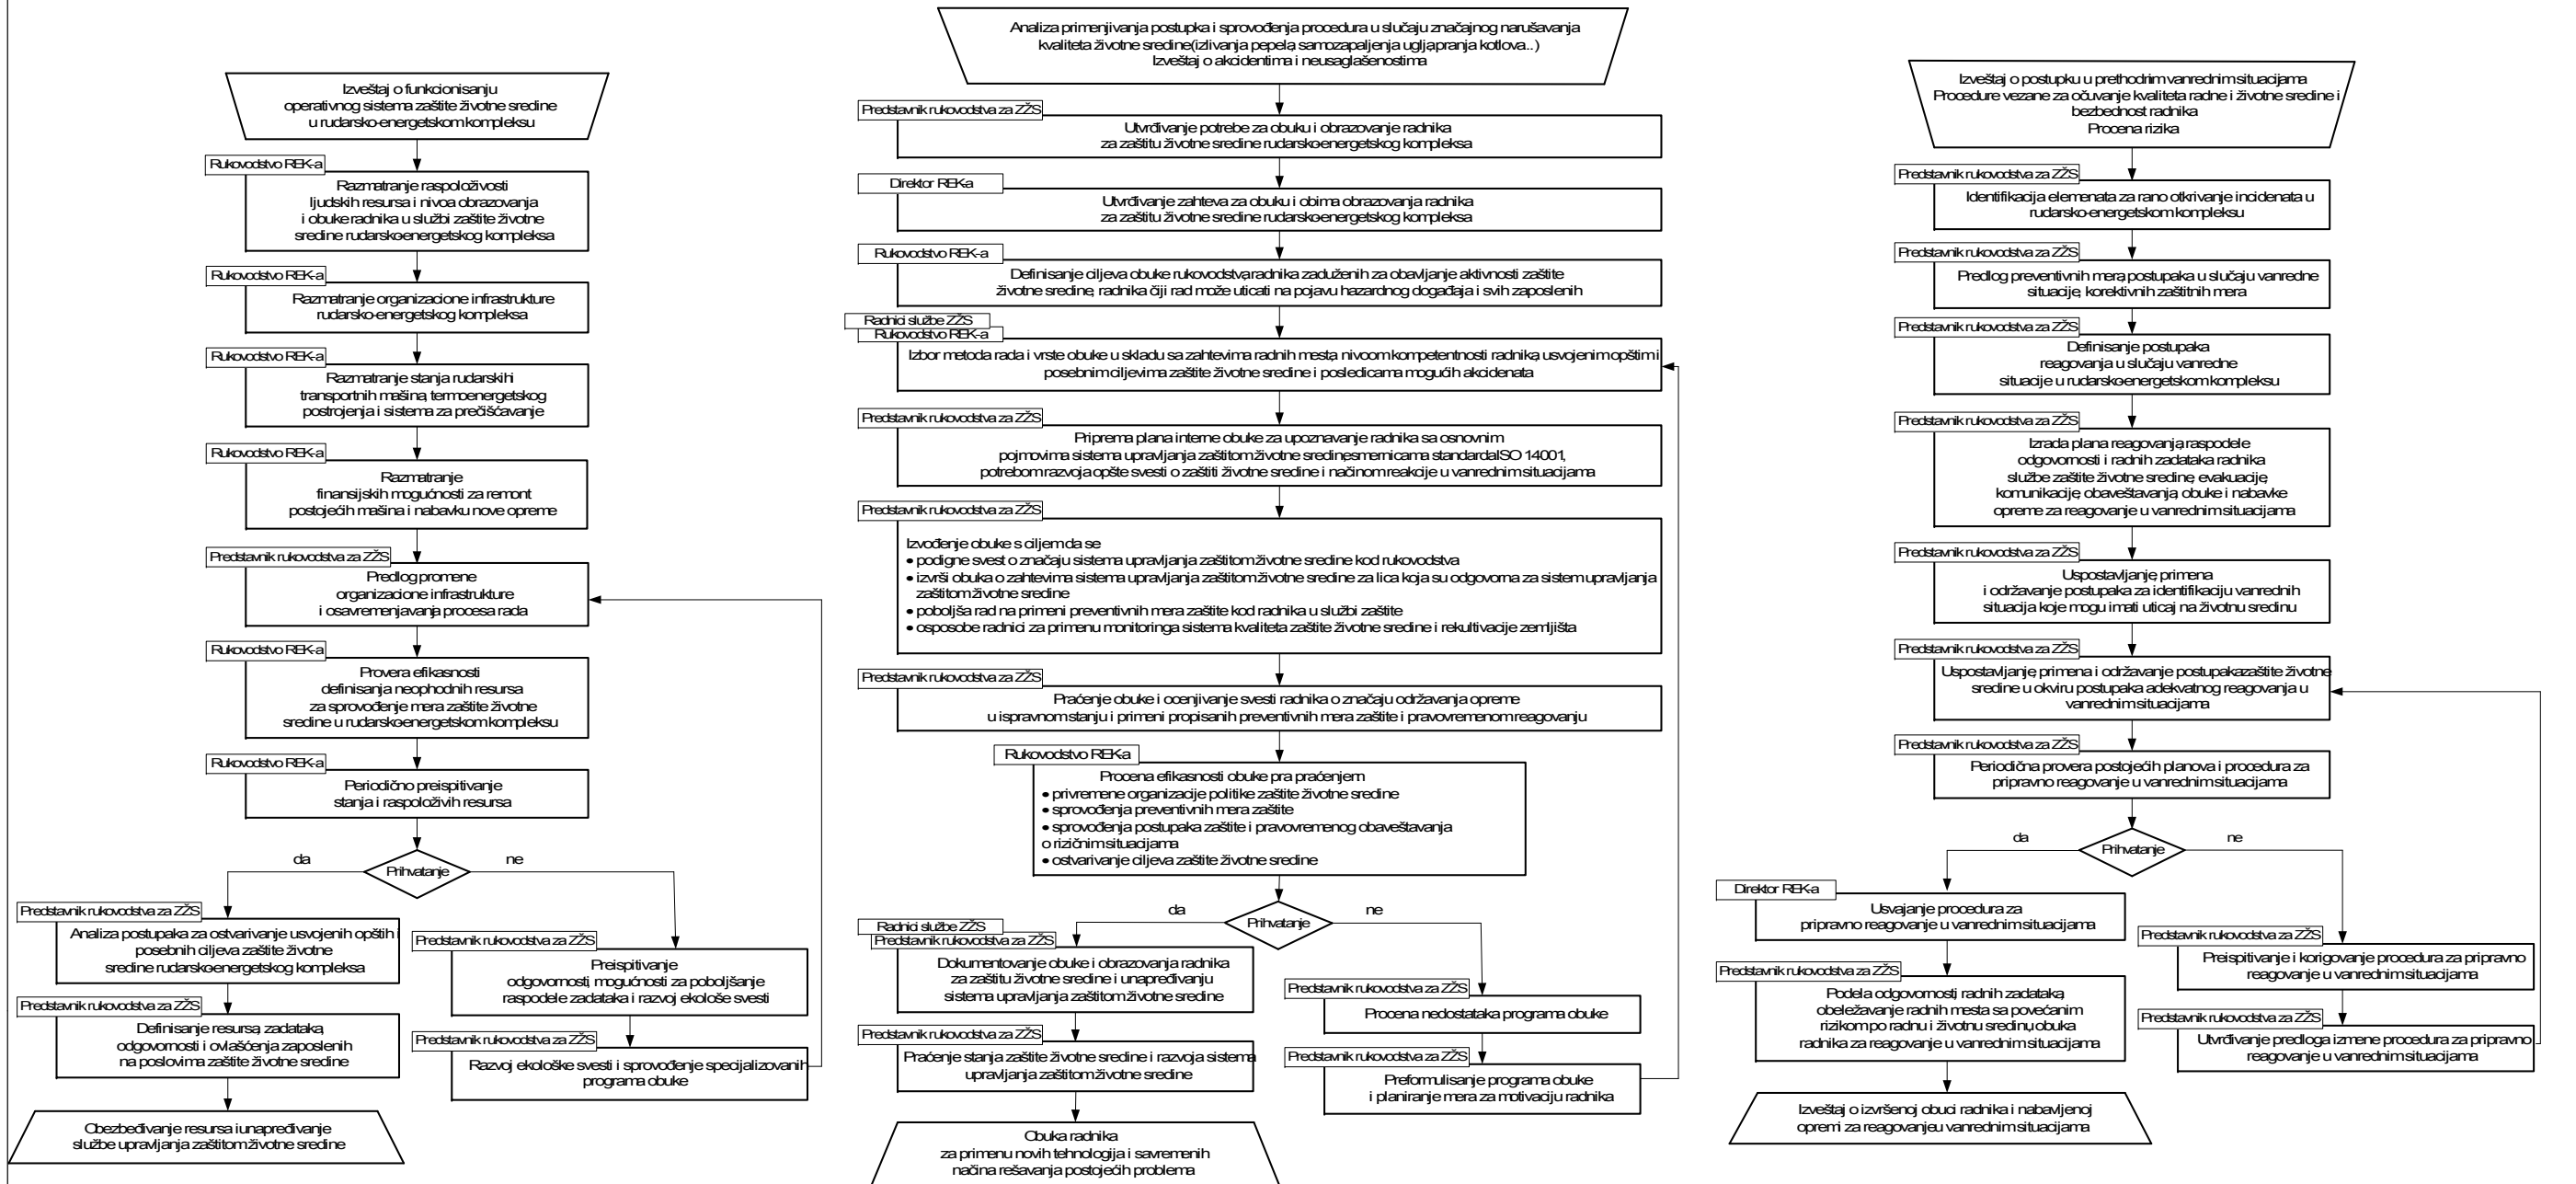 Izveštaj o funkcionisanju
operativnog sistema zaštite životne sredine
u rudarsko-energetskom kompleksu
Rukovodstvo REK-a
Razmatranje raspoloživosti
ljudskih resursa i nivoa obrazovanja
i obuke radnika u službi zaštite životne
sredine rudarsko-energetskog kompleksa
Rukovodstvo REK-a
Razmatranje organizacione infrastrukture
rudarsko-energetskog kompleksa
Rukovodstvo REK-a
Razmatranje stanja rudarskih
transportnih mašina, termoenergetskog
postrojenja i sistema za prečišćavanje
Rukovodstvo REK-a
Razmatranje
finansijskih mogućnosti za remont
postojećih mašina i nabavku nove opreme
Predstavnik rukovodstva za ZŽS
Predlog promene
organizacione infrastrukture
i osavremenjavanja procesa rada
Rukovodstvo REK-a
Provera efikasnosti
definisanja neophodnih resursa
za sprovođenje mera zaštite životne
sredine u rudarsko-energetskom kompleksu
Rukovodstvo REK-a
Periodično preispitivanje
stanja i raspoloživih resursa
da
Prihvatanje
ne
Predstavnik rukovodstva za ZŽS
Analiza postupaka za ostvarivanje usvojenih opštih i
posebnih ciljeva zaštite životne
sredine rudarsko-energetskog kompleksa
Predstavnik rukovodstva za ZŽS
Definisanje resursa, zadataka,
odgovornosti i ovlašćenja zaposlenih
na poslovima zaštite životne sredine
Obezbeđivanje resursa i unapređivanje
službe upravljanja zaštitom životne sredine
Predstavnik rukovodstva za ZŽS
Preispitivanje
odgovornosti, mogućnosti za poboljšanje
raspodele zadataka i razvoj ekološe svesti
Predstavnik rukovodstva za ZŽS
Razvoj ekološke svesti i sprovođenje specijalizovanih
programa obuke
Analiza primenjivanja postupka i sprovođenja procedura u slučaju značajnog narušavanja
kvaliteta životne sredine(izlivanja pepela, samozapaljenja uglja, pranja kotlova...)
Izveštaj o akcidentima i neusaglašenostima
Predstavnik rukovodstva za ZŽS
Utvrđivanje potrebe za obuku i obrazovanje radnika
za zaštitu životne sredine rudarsko-energetskog kompleksa
Direktor REK-a
Utvrđivanje zahteva za obuku i obima obrazovanja radnika
za zaštitu životne sredine rudarsko-energetskog kompleksa
Rukovodstvo REK-a
Definisanje ciljeva obuke rukovodstva, radnika zaduženih za obavljanje aktivnosti zaštite
životne sredine, radnika čiji rad može uticati na pojavu hazardnog događaja i svih zaposlenih
Radnici službe ZŽS
Rukovodstvo REK-a
Izbor metoda rada i vrste obuke u skladu sa zahtevima radnih mesta, nivoom kompetentnosti radnika, usvojenim opštim i
posebnim ciljevima zaštite životne sredine i posledicama mogućih akcidenata
Predstavnik rukovodstva za ZŽS
Priprema plana interne obuke za upoznavanje radnika sa osnovnim
pojmovima sistema upravljanja zaštitom životne sredine, smernicama standarda ISO 14001,
potrebom razvoja opšte svesti o zaštiti životne sredine i načinom reakcije u vanrednim situacijama
Predstavnik rukovodstva za ZŽS
Izvođenje obuke s ciljem da se
• podigne svest o značaju sistema upravljanja zaštitom životne sredine kod rukovodstva
• izvrši obuka o zahtevima sistema upravljanja zaštitom životne sredine za lica koja su odgovorna za sistem upravljanja
zaštitom životne sredine
• poboljša rad na primeni preventivnih mera zaštite kod radnika u službi zaštite
• osposobe radnici za primenu monitoringa sistema kvaliteta zaštite životne sredine i rekultivacije zemljišta
Predstavnik rukovodstva za ZŽS
Praćenje obuke i ocenjivanje svesti radnika o značaju održavanja opreme
u ispravnom stanju i primeni propisanih preventivnih mera zaštite i pravovremenom reagovanju
Rukovodstvo REK-a
Procena efikasnosti obuke pra praćenjem
• privremene organizacije politike zaštite životne sredine
• sprovođenja preventivnih mera zaštite
• sprovođenja postupaka zaštite i pravovremenog obaveštavanja
o rizičnim situacijama
• ostvarivanje ciljeva zaštite životne sredine
da
Prihvatanje
ne
Radnici službe ZŽS
Predstavnik rukovodstva za ZŽS
Dokumentovanje obuke i obrazovanja radnika
za zaštitu životne sredine i unapređivanju
sistema upravljanja zaštitom životne sredine
Predstavnik rukovodstva za ZŽS
Praćenje stanja zaštite životne sredine i razvoja sistema
upravljanja zaštitom životne sredine
Obuka radnika
za primenu novih tehnologija i savremenih
načina rešavanja postojećih problema
Predstavnik rukovodstva za ZŽS
Procena nedostataka programa obuke
Predstavnik rukovodstva za ZŽS
Preformulisanje programa obuke
i planiranje mera za motivaciju radnika
Izveštaj o postupku u prethodnim vanrednim situacijama
Procedure vezane za očuvanje kvaliteta radne i životne sredine i
bezbednost radnika
Procena rizika
Predstavnik rukovodstva za ZŽS
Identifikacija elemenata za rano otkrivanje incidenata u
rudarsko-energetskom kompleksu
Predstavnik rukovodstva za ZŽS
Predlog preventivnih mera, postupaka u slučaju vanredne
situacije, korektivnih zaštitnih mera
Predstavnik rukovodstva za ZŽS
Definisanje postupaka
reagovanja u slučaju vanredne
situacije u rudarsko-energetskom kompleksu
Predstavnik rukovodstva za ZŽS
Izrada plana reagovanja, raspodele
odgovornosti i radnih zadataka radnika
službe zaštite životne sredine, evakuacije,
komunikacije, obaveštavanja, obuke i nabavke
opreme za reagovanje u vanrednim situacijama
Predstavnik rukovodstva za ZŽS
Uspostavljanje, primena
i održavanje postupaka za identifikaciju vanrednih
situacija koje mogu imati uticaj na životnu sredinu
Predstavnik rukovodstva za ZŽS
Uspostavljanje, primena i održavanje postupaka zaštite životne
sredine u okviru postupaka adekvatnog reagovanja u
vanrednim situacijama
Predstavnik rukovodstva za ZŽS
Periodična provera postojećih planova i procedura za
pripravno reagovanje u vanrednim situacijama
da
Prihvatanje
ne
Direktor REK-a
Usvajanje procedura za
pripravno reagovanje u vanrednim situacijama
Predstavnik rukovodstva za ZŽS
Podela odgovornosti, radnih zadataka,
obeležavanje radnih mesta sa povećanim
rizikom po radnu i životnu sredinu, obuka
radnika za reagovanje u vanrednim situacijama
Izveštaj o izvršenoj obuci radnika i nabavljenoj
opremi za reagovanje u vanrednim situacijama
Predstavnik rukovodstva za ZŽS
Preispitivanje i korigovanje procedura za pripravno
reagovanje u vanrednim situacijama
Predstavnik rukovodstva za ZŽS
Utvrđivanje predloga izmene procedura za pripravno
reagovanje u vanrednim situacijama